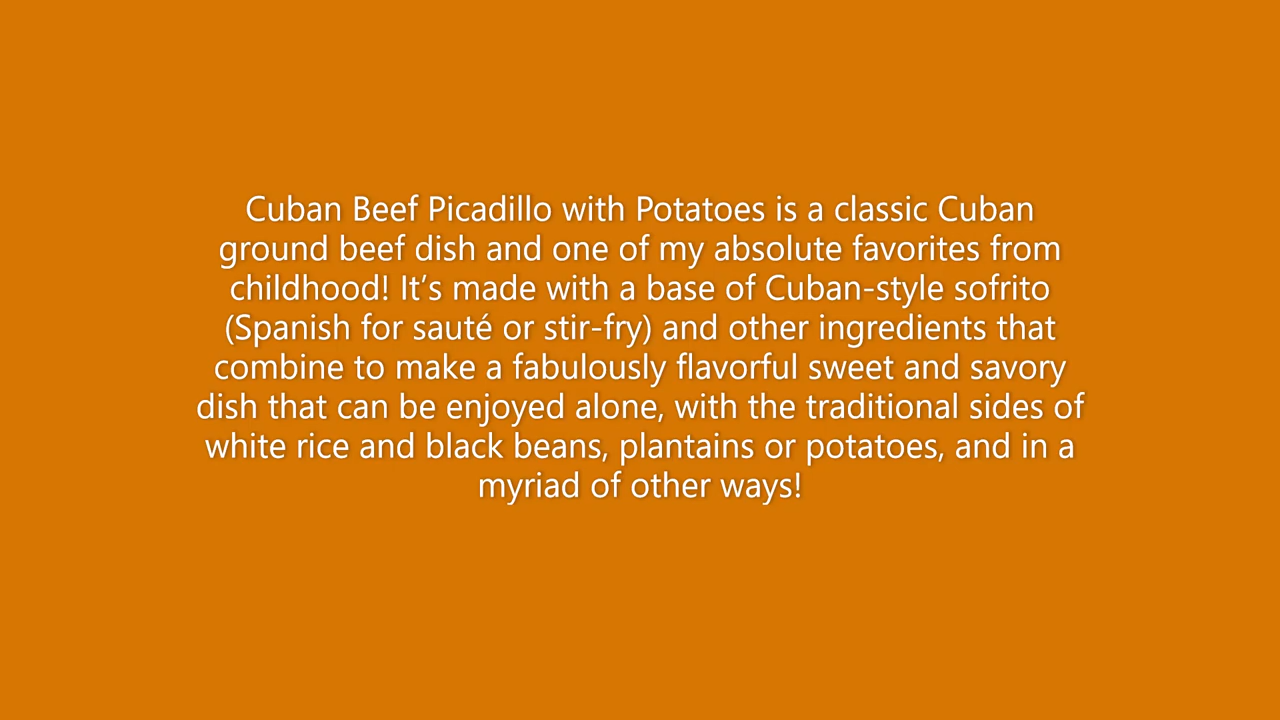 Cuban Beef Picadillo with Potatoes is a classic Cuban
ground beef dish and one of my absolute favorites from
childhood! It’s made with a base of Cuban-style sofrito
(Spanish for sauté or stir-fry) and other ingredients that
combine to make a fabulously flavorful sweet and savory
dish that can be enjoyed alone, with the traditional sides of
white rice and black beans, plantains or potatoes, and in a
myriad of other ways!